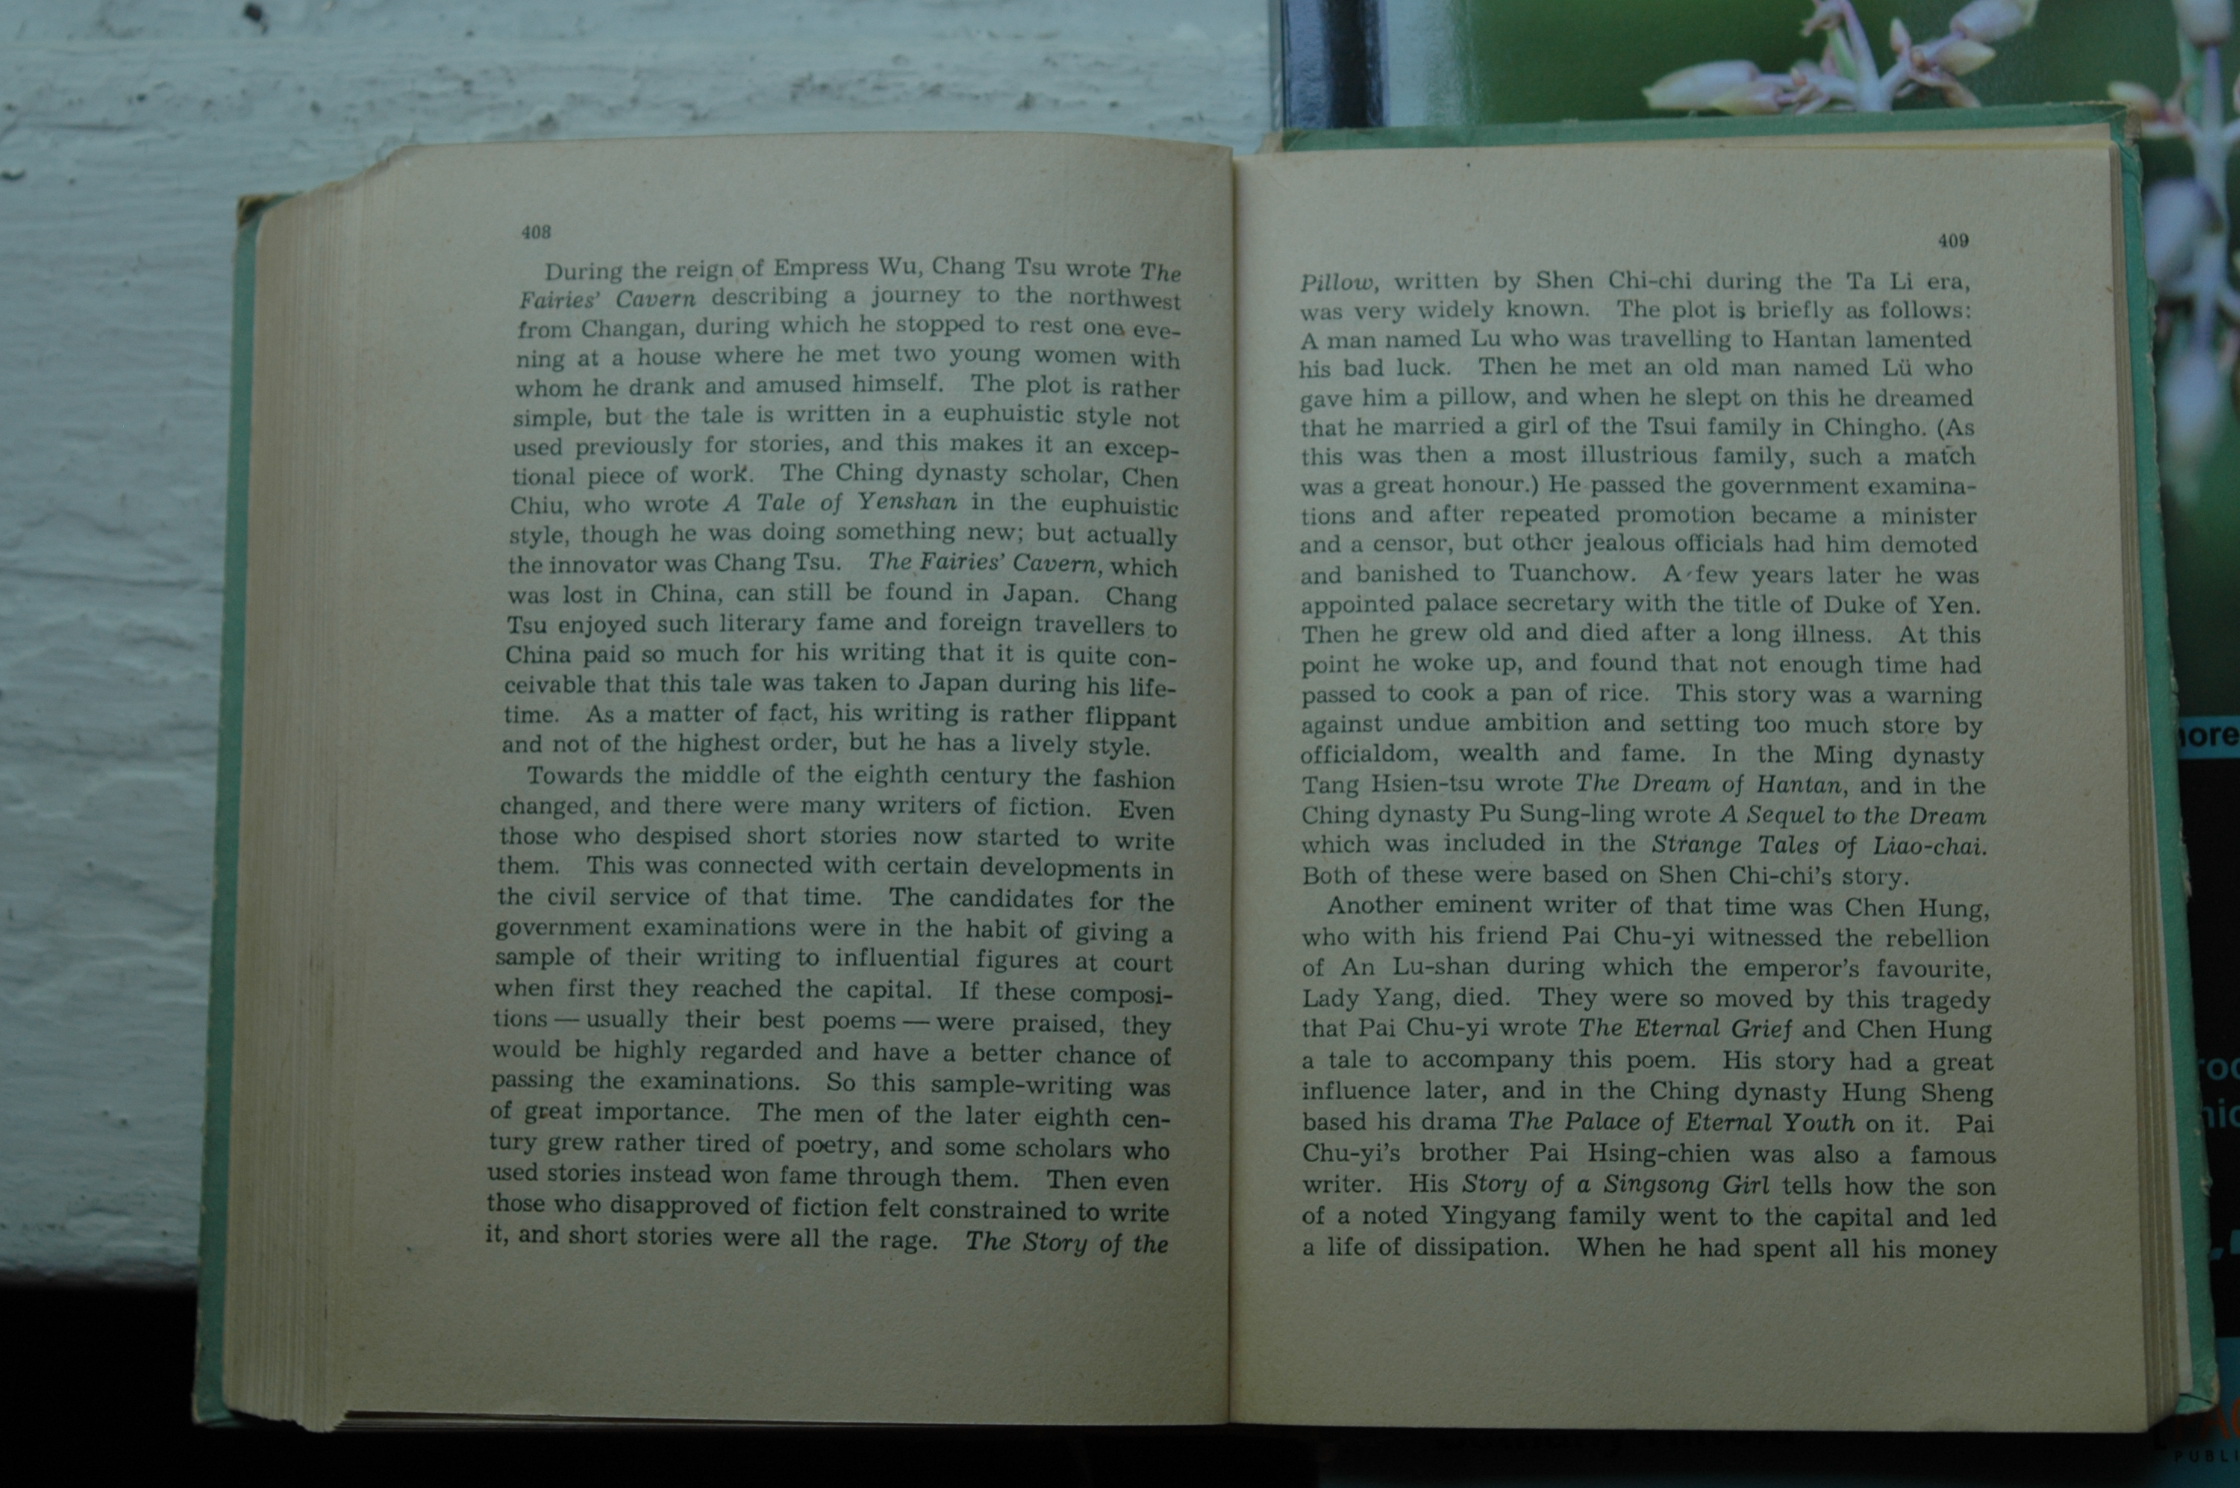 408
During the reign of Empress Wu, Chang Tsu wrote The
Fairies' Cavern describing a journey to the northwest
from Changan, during which he stopped to rest one eve-
ning at a house where he met two young women with
whom he drank and amused himself. The plot is rather
simple, but the tale is written in a euphuistic style not
used previously for stories, and this makes it an excep-
tional piece of work. The Ching dynasty scholar, Chen
Chiu, who wrote A Tale of Yenshan in the euphuistic
style, though he was doing something new; but actually
the innovator was Chang Tsu. The Fairies' Cavern, which
was lost in China, can still be found in Japan. Chang
Tsu enjoyed such literary fame and foreign travellers to
China paid so much for his writing that it is quite con-
ceivable that this tale was taken to Japan during his life-
time. As a matter of fact, his writing is rather flippant
and not of the highest order, but he has a lively style.
Towards the middle of the eighth century the fashion
changed, and there were many writers of fiction. Even
those who despised short stories now started to write
them. This was connected with certain developments in
the civil service of that time. The candidates for the
government examinations were in the habit of giving a
sample of their writing to influential figures at court
when first they reached the capital. If these composi-
tions — usually their best poems — were praised, they
would be highly regarded and have a better chance of
passing the examinations. So this sample-writing was
of great importance. The men of the later eighth cen-
tury grew rather tired of poetry, and some scholars who
used stories instead won fame through them. Then even
those who disapproved of fiction felt constrained to write
it, and short stories were all the rage. The Story of the
409
Pillow, written by Shen Chi-chi during the Ta Li era,
was very widely known. The plot is briefly as follows:
A man named Lu who was travelling to Hantan lamented
his bad luck. Then he met an old man named Lü who
gave him a pillow, and when he slept on this he dreamed
that he married a girl of the Tsui family in Chingho. (As
this was then a most illustrious family, such a match
was a great honour.) He passed the government examina-
tions and after repeated promotion became a minister
and a censor, but other jealous officials had him demoted
and banished to Tuanchow. A few years later he was
appointed palace secretary with the title of Duke of Yen.
Then he grew old and died after a long illness. At this
point he woke up, and found that not enough time had
passed to cook a pan of rice. This story was a warning
against undue ambition and setting too much store by
officialdom, wealth and fame. In the Ming dynasty
Tang Hsien-tsu wrote The Dream of Hantan, and in the
Ching dynasty Pu Sung-ling wrote A Sequel to the Dream
which was included in the Strange Tales of Liao-chai.
Both of these were based on Shen Chi-chi's story.
Another eminent writer of that time was Chen Hung,
who with his friend Pai Chu-yi witnessed the rebellion
of An Lu-shan during which the emperor's favourite,
Lady Yang, died. They were so moved by this tragedy
that Pai Chu-yi wrote The Eternal Grief and Chen Hung
a tale to accompany this poem. His story had a great
influence later, and in the Ching dynasty Hung Sheng
based his drama The Palace of Eternal Youth on it. Pai
Chu-yi's brother Pai Hsing-chien was also a famous
writer. His Story of a Singsong Girl tells how the son
of a noted Yingyang family went to the capital and led
a life of dissipation. When he had spent all his money